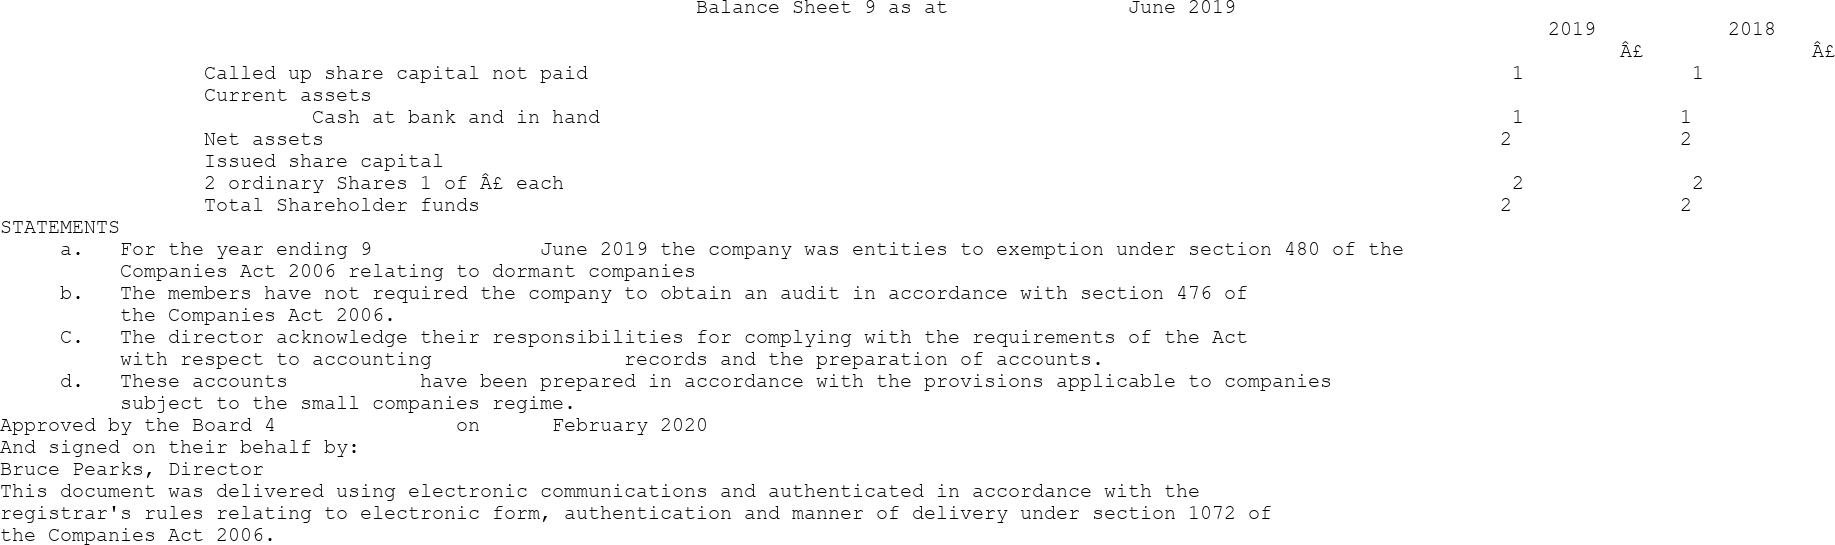 Balance Sheet 9 as at June 2019
2019 2018
Â£ Â£
Called up share capital not paid 1 1
Current assets
Cash at bank and in hand 1 1
Net assets 2 2
Issued share capital
2 ordinary Shares 1 of Â£ each 2 2
Total Shareholder funds 2 2
STATEMENTS
a. For the year ending 9 June 2019 the company was entities to exemption under section 480 of the
Companies Act 2006 relating to dormant companies
b. The members have not required the company to obtain an audit in accordance with section 476 of
the Companies Act 2006.
C. The director acknowledge their responsibilities for complying with the requirements of the Act
with respect to accounting records and the preparation of accounts.
d. These accounts have been prepared in accordance with the provisions applicable to companies
subject to the small companies regime.
Approved by the Board 4 on February 2020
And signed on their behalf by:
Bruce Pearks, Director
This document was delivered using electronic communications and authenticated in accordance with the
registrar's rules relating to electronic form, authentication and manner of delivery under section 1072 of
the Companies Act 2006.